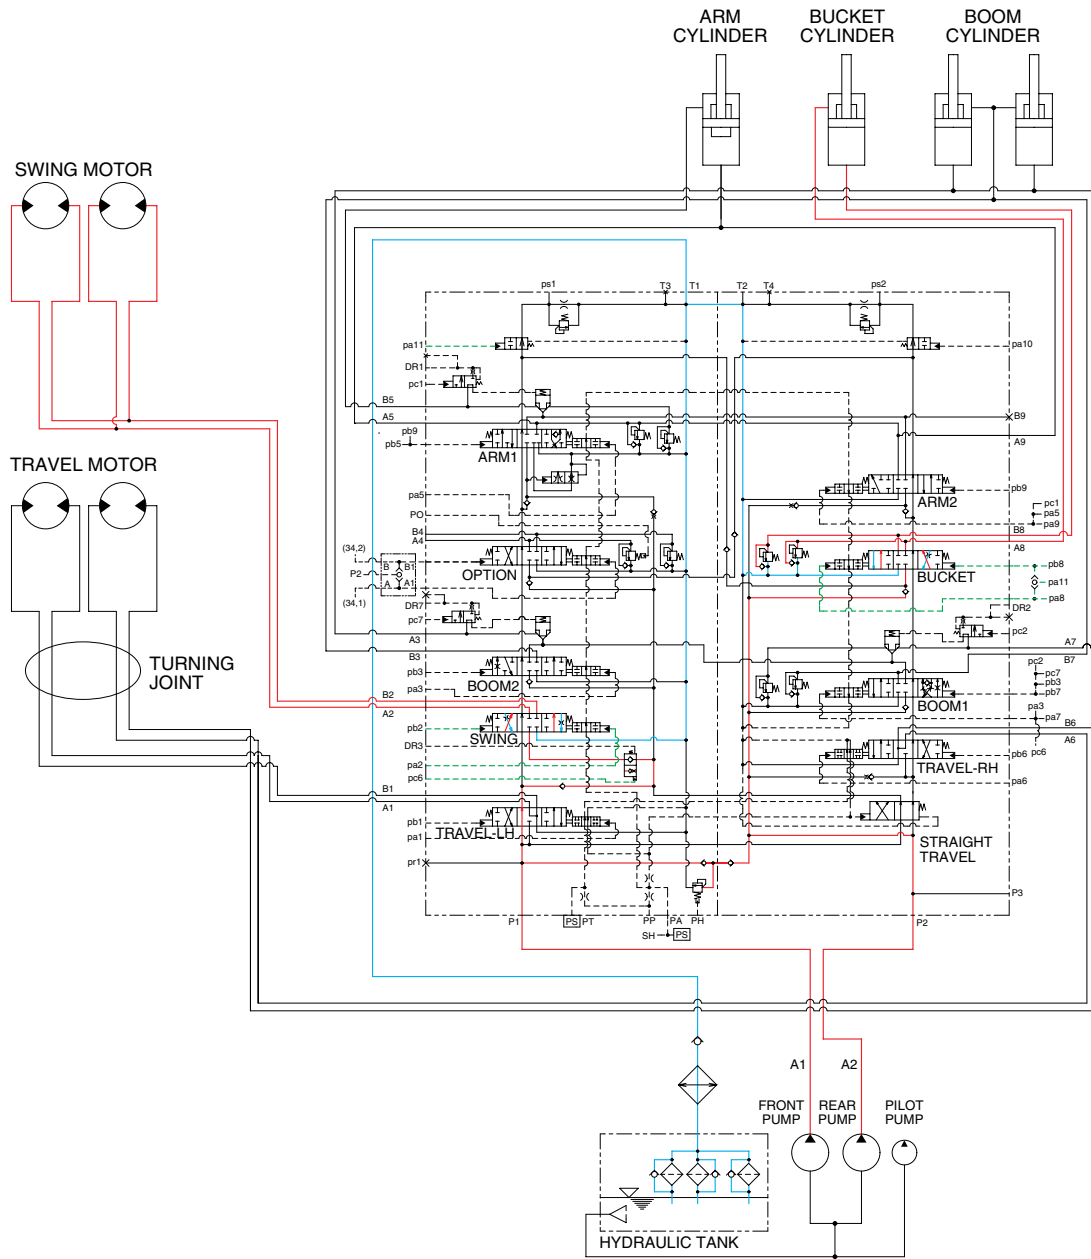 ARM
CYLINDER
BUCKET
CYLINDER
BOOM
CYLINDER
SWING MOTOR
TRAVEL MOTOR
TURNING
JOINT
ps1
T3
T1
T2
T4
ps2
pa11
DR1
pc1
B5
A5
pb9
pb5
ARM1
pa5
PO
B4
A4
(34,2)
B
B1
P2
A
A1
(34,1)
OPTION
DR7
pc7
A3
B3
pb3
pa3
BOOM2
B2
A2
pb2
SWING
DR3
pa2
pc6
B1
A1
pb1
pa1
TRAVEL-LH
pr1
pa10
B9
A9
pb9
ARM2
pc1
pa5
pa9
B8
A8
BUCKET
pb8
pa11
pa8
DR2
pc2
A7
B7
pc2
pc7
pb3
pb7
BOOM1
pa3
pa7
B6
A6
pb6
pc6
TRAVEL-RH
pa6
STRAIGHT
TRAVEL
P3
P1
PS
PT
PP
PA
PH
P2
SH
PS
A1
A2
FRONT
PUMP
REAR
PUMP
PILOT
PUMP
HYDRAULIC TANK